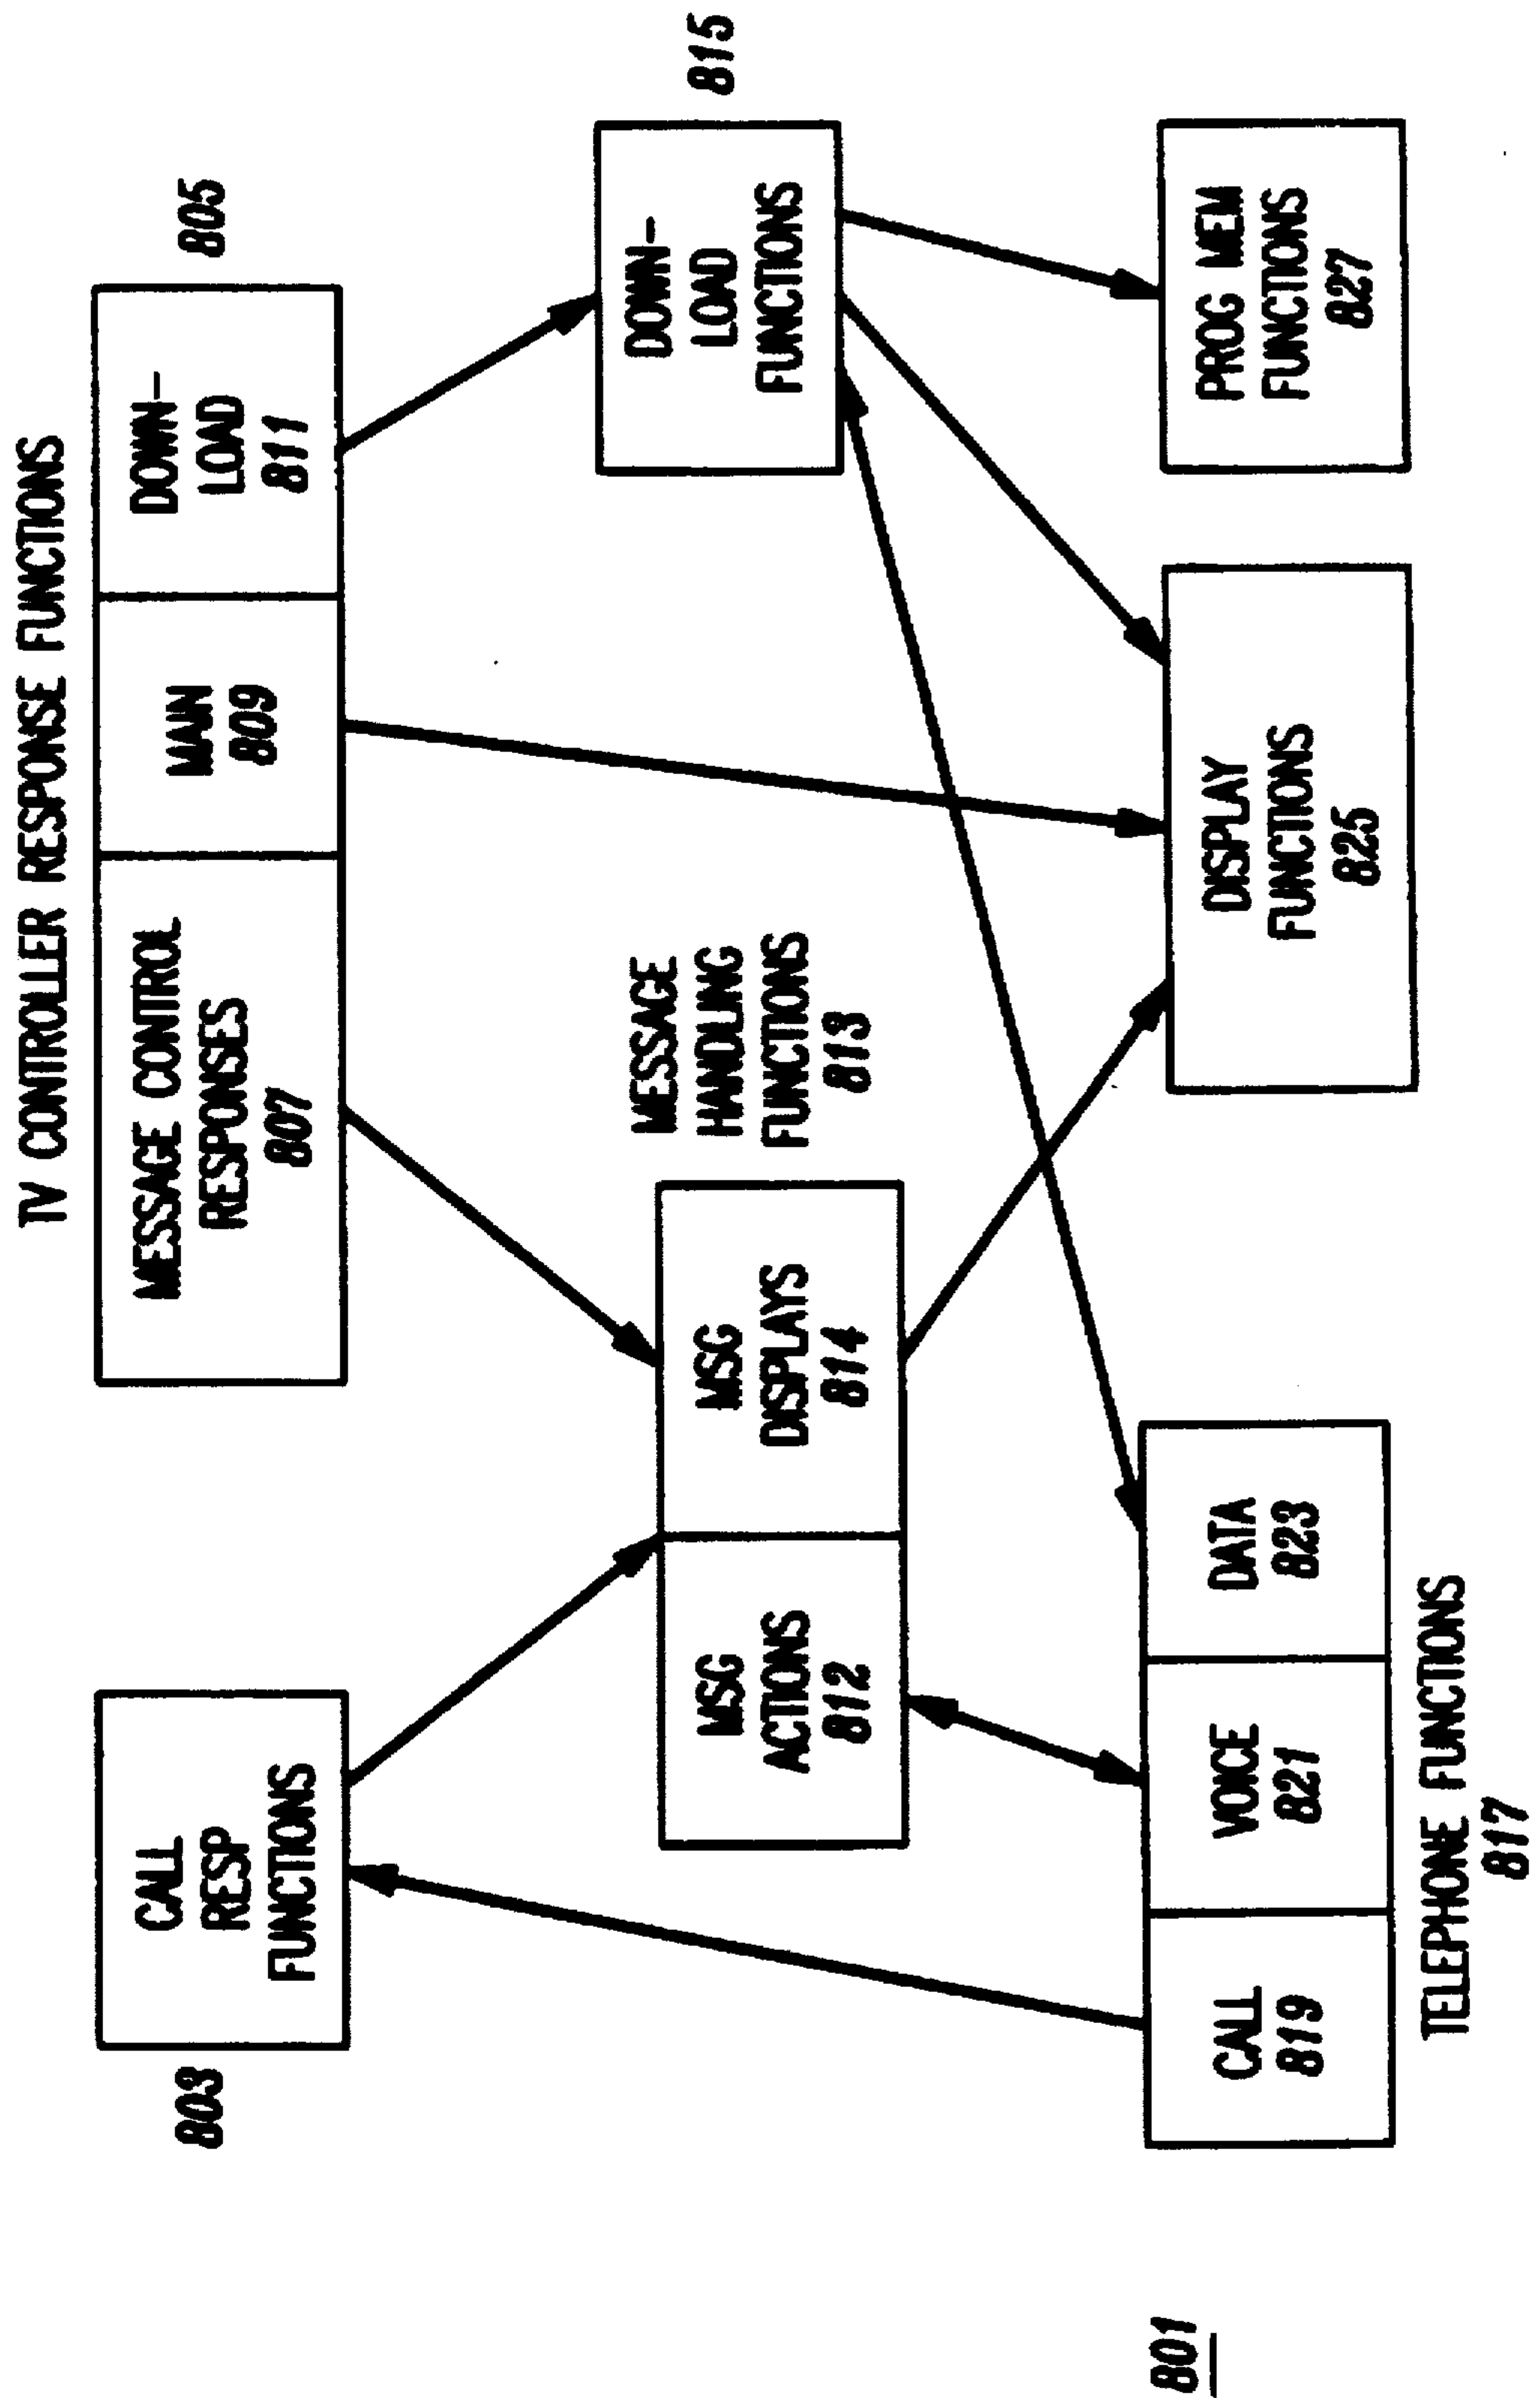 TV CONTROLLER RESPONSE FUNCTIONS
803
CALL
RESP
FUNCTIONS
MESSAGE CONTROL
RESPONSES
807
MAIN
809
DOWN-
LOAD
811
805
MESSAGE
HANDLING
FUNCTIONS
813
MSG
ACTIONS
812
MSG
DISPLAYS
814
DOWN-
LOAD
FUNCTIONS
815
801
CALL
819
VOICE
821
DATA
823
TELEPHONE FUNCTIONS
817
DISPLAY
FUNCTIONS
825
PROG MEM
FUNCTIONS
827